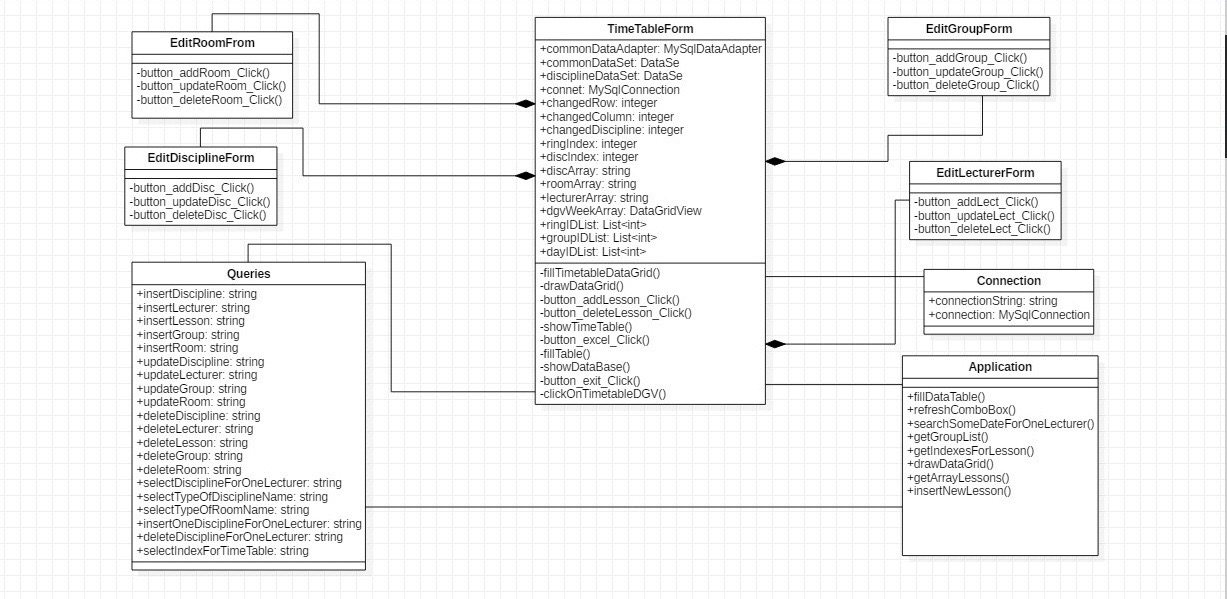 EditRoomFrom
-button_addRoom_Click()
-button_updateRoom_Click()
-button_deleteRoom_Click()
EditDisciplineForm
-button_addDisc_Click()
-button_updateDisc_Click()
-button_deleteDisc_Click()
Queries
+insertDiscipline: string
+insertLecturer: string
+insertLesson: string
+insertGroup: string
+insertRoom: string
+updateDiscipline: string
+updateLecturer: string
+updateGroup: string
+updateRoom: string
+deleteDiscipline: string
+deleteLecturer: string
+deleteLesson: string
+deleteGroup: string
+deleteRoom: string
+selectDisciplineForOneLecturer: string
+selectTypeOfDisciplineName: string
+selectTypeOfRoomName: string
+insertOneDisciplineForOneLecturer: string
+deleteDisciplineForOneLecturer: string
+selectIndexForTimeTable: string
TimeTableForm
+commonDataAdapter: MySqlDataAdapter
+commonDataSet: DataSe
+disciplineDataSet: DataSe
+connet: MySqlConnection
+changedRow: integer
+changedColumn: integer
+changedDiscipline: integer
+ringIndex: integer
+discIndex: integer
+discArray: string
+roomArray: string
+lecturerArray: string
+dgvWeekArray: DataGridView
+ringIDList: List<int>
+groupIDList: List<int>
+dayIDList: List<int>
-fillTimetableDataGrid()
-drawDataGrid()
-button_addLesson_Click()
-button_deleteLesson_Click()
-showTimeTable()
-button_excel_Click()
-fillTable()
-showDataBase()
-button_exit_Click()
-clickOnTimetableDGV()
EditGroupForm
-button_addGroup_Click()
-button_updateGroup_Click()
-button_deleteGroup_Click()
EditLecturerForm
-button_addLect_Click()
-button_updateLect_Click()
-button_deleteLect_Click()
Connection
+connectionString: string
+connection: MySqlConnection
Application
+fillDataTable()
+refreshComboBox()
+searchSomeDateForOneLecturer()
+getGroupList()
+getIndexesForLesson()
+drawDataGrid()
+getArrayLessons()
+insertNewLesson()